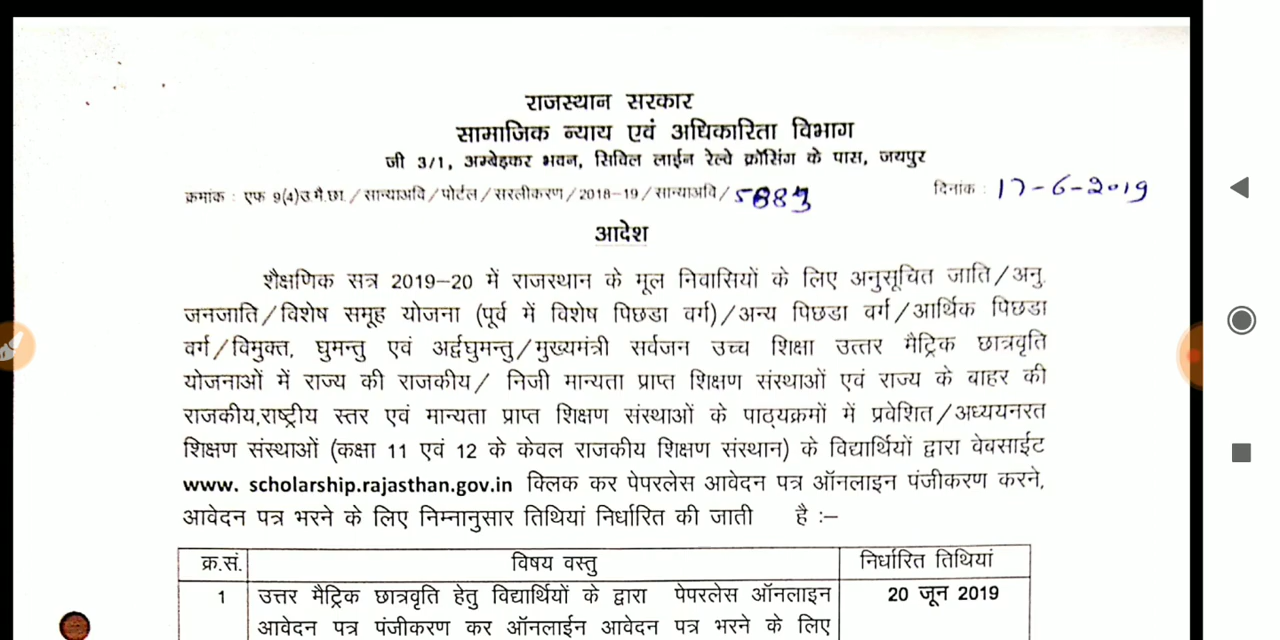 राजस्थान सरकार
सामाजिक न्याय एवं अधिकारिता विभाग
जी 3/1, अम्बेडकर भवन, सिविल लाईन रेल्वे क्रॉसिंग के पास, जयपुर
क्रमांक : एफ 9(4)उ.मै.छा./सान्याअवि/पोर्टल/सरलीकरण/2018-19/सान्याअवि/ दिनांक : 17-6-2019
आदेश
शैक्षणिक सत्र 2019-20 में राजस्थान के मूल निवासियों के लिए अनुसूचित जाति/अनु.
जनजाति/विशेष समूह योजना (पूर्व में विशेष पिछडा वर्ग)/अन्य पिछडा वर्ग/आर्थिक पिछडा
वर्ग/विमुक्त, घुमन्तु एवं अर्द्वघुमन्तु/मुख्यमंत्री सर्वजन उच्च शिक्षा उत्तर मैट्रिक छात्रवृति
योजनाओं में राज्य की राजकीय/ निजी मान्यता प्राप्त शिक्षण संस्थाओं एवं राज्य के बाहर की
राजकीय,राष्ट्रीय स्तर एवं मान्यता प्राप्त शिक्षण संस्थाओं के पाठ्यक्रमों में प्रवेशित/अध्ययनरत
शिक्षण संस्थाओं (कक्षा 11 एवं 12 के केवल राजकीय शिक्षण संस्थान) के विद्यार्थियों द्वारा वेबसाईट
www. scholarship.rajasthan.gov.in क्लिक कर पेपरलेस आवेदन पत्र ऑनलाइन पंजीकरण करने,
आवेदन पत्र भरने के लिए निम्नानुसार तिथियां निर्धारित की जाती है :–
क्र.सं. विषय वस्तु निर्धारित तिथियां
1 उत्तर मैट्रिक छात्रवृति हेतु विद्यार्थियों के द्वारा पेपरलेस ऑनलाइन 20 जून 2019
आवेदन पत्र पंजीकरण कर ऑनलाईन आवेदन पत्र भरने के लिए